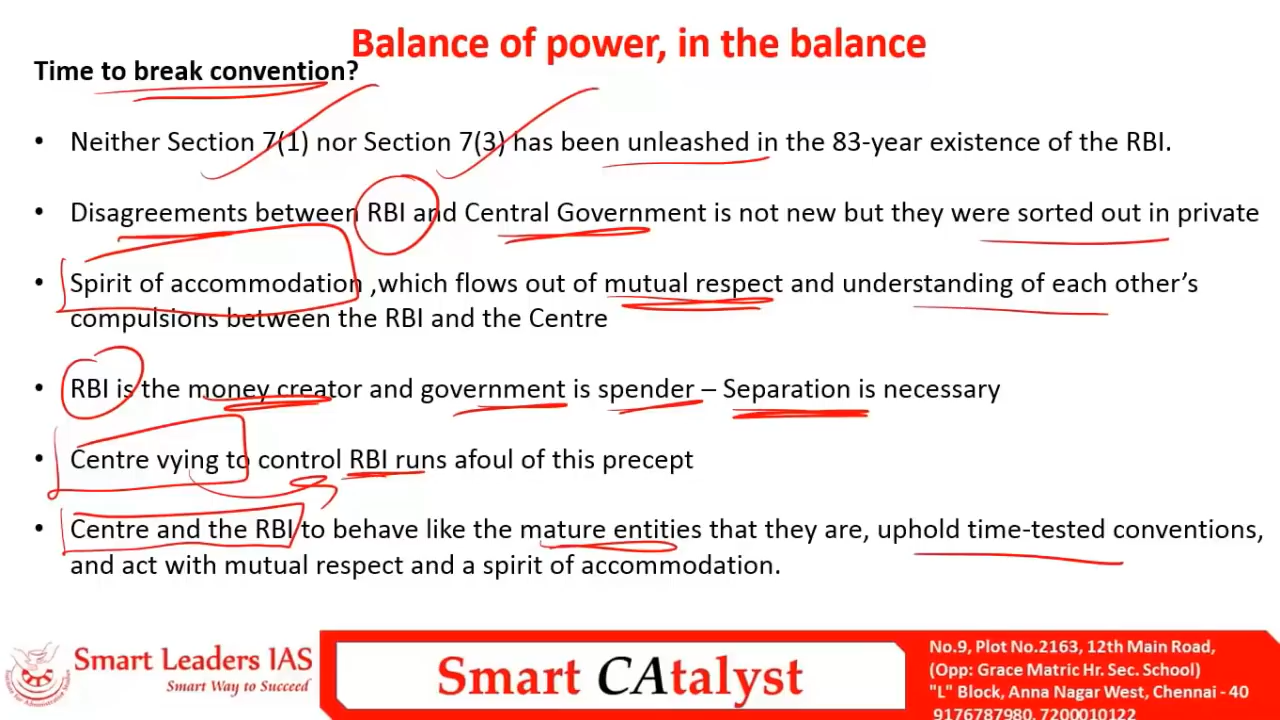 Balance of power, in the balance
Time to break convention?
• Neither Section 7(1) nor Section 7(3) has been unleashed in the 83-year existence of the RBI.
• Disagreements between RBI and Central Government is not new but they were sorted out in private
• Spirit of accommodation ,which flows out of mutual respect and understanding of each other’s
compulsions between the RBI and the Centre
• RBI is the money creator and government is spender – Separation is necessary
• Centre vying to control RBI runs afoul of this precept
• Centre and the RBI to behave like the mature entities that they are, uphold time-tested conventions,
and act with mutual respect and a spirit of accommodation.
Smart Leaders IAS
Smart Way to Succeed
Smart CAtalyst
No.9, Plot No.2163, 12th Main Road,
(Opp: Grace Matric Hr. Sec. School)
"L" Block, Anna Nagar West, Chennai - 40
9176787980, 7200010122